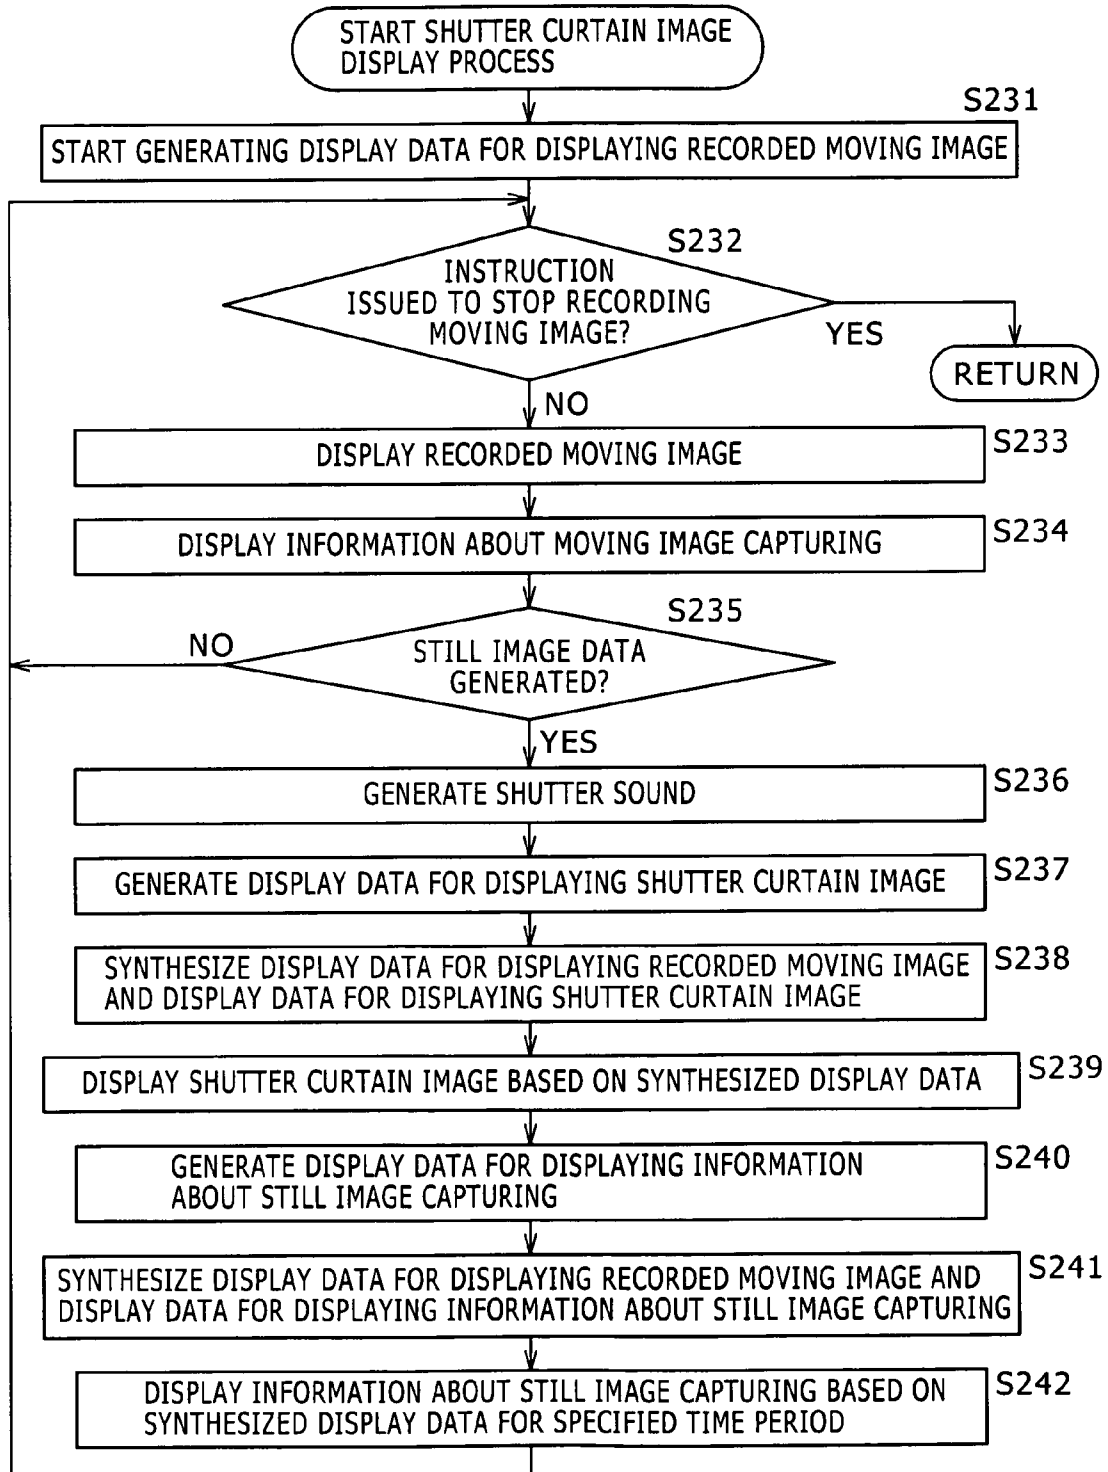 START SHUTTER CURTAIN IMAGE
DISPLAY PROCESS
S231
START GENERATING DISPLAY DATA FOR DISPLAYING RECORDED MOVING IMAGE
S232
INSTRUCTION
ISSUED TO STOP RECORDING
MOVING IMAGE?
YES
RETURN
NO
S233
DISPLAY RECORDED MOVING IMAGE
S234
DISPLAY INFORMATION ABOUT MOVING IMAGE CAPTURING
S235
NO
STILL IMAGE DATA
GENERATED?
YES
S236
GENERATE SHUTTER SOUND
S237
GENERATE DISPLAY DATA FOR DISPLAYING SHUTTER CURTAIN IMAGE
S238
SYNTHESIZE DISPLAY DATA FOR DISPLAYING RECORDED MOVING IMAGE
AND DISPLAY DATA FOR DISPLAYING SHUTTER CURTAIN IMAGE
S239
DISPLAY SHUTTER CURTAIN IMAGE BASED ON SYNTHESIZED DISPLAY DATA
S240
GENERATE DISPLAY DATA FOR DISPLAYING INFORMATION
ABOUT STILL IMAGE CAPTURING
S241
SYNTHESIZE DISPLAY DATA FOR DISPLAYING RECORDED MOVING IMAGE AND
DISPLAY DATA FOR DISPLAYING INFORMATION ABOUT STILL IMAGE CAPTURING
S242
DISPLAY INFORMATION ABOUT STILL IMAGE CAPTURING BASED ON
SYNTHESIZED DISPLAY DATA FOR SPECIFIED TIME PERIOD